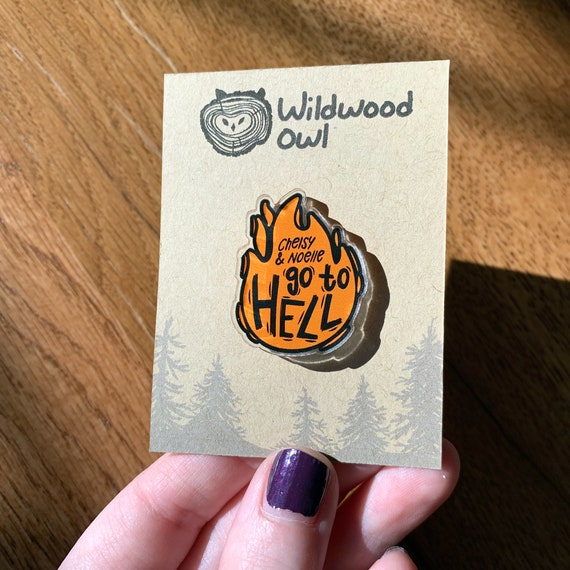 Wildwood
Owl
Chelsy
& Noelle
go to
HELL